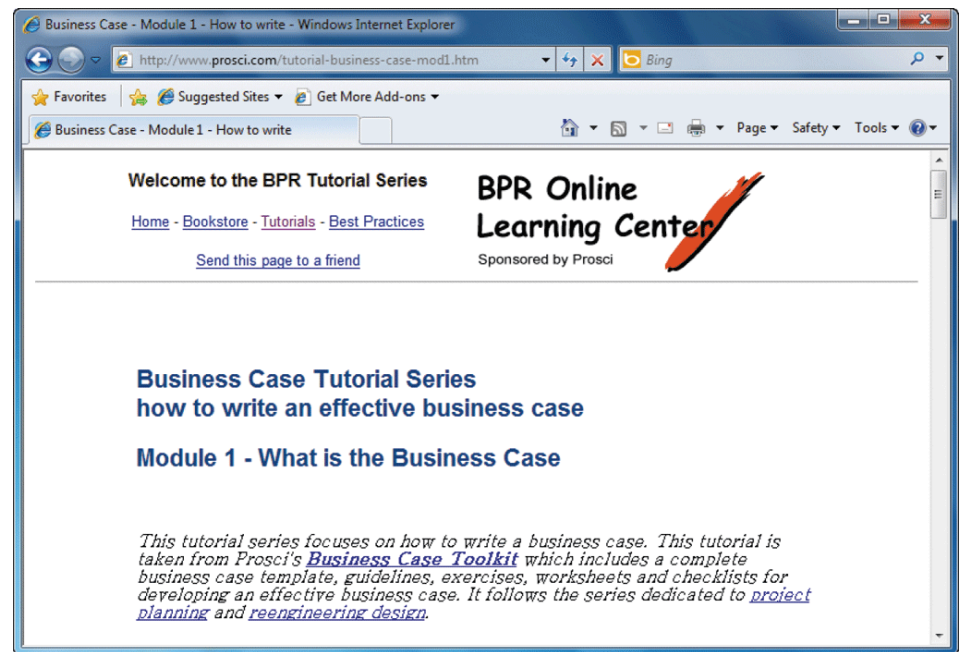 Business Case - Module 1 - How to write - Windows Internet Explorer
http://www.prosci.com/tutorial-business-case-mod1.htm
Bing
Favorites
Suggested Sites
Get More Add-ons
Business Case - Module 1 - How to write
Page
Safety
Tools
Welcome to the BPR Tutorial Series
Home - Bookstore - Tutorials - Best Practices
Send this page to a friend
BPR Online
Learning Center
Sponsored by Prosci
Business Case Tutorial Series
how to write an effective business case
Module 1 - What is the Business Case
This tutorial series focuses on how to write a business case. This tutorial is
taken from Prosci's Business Case Toolkit which includes a complete
business case template, guidelines, exercises, worksheets and checklists for
developing an effective business case. It follows the series dedicated to project
planning and reengineering design.